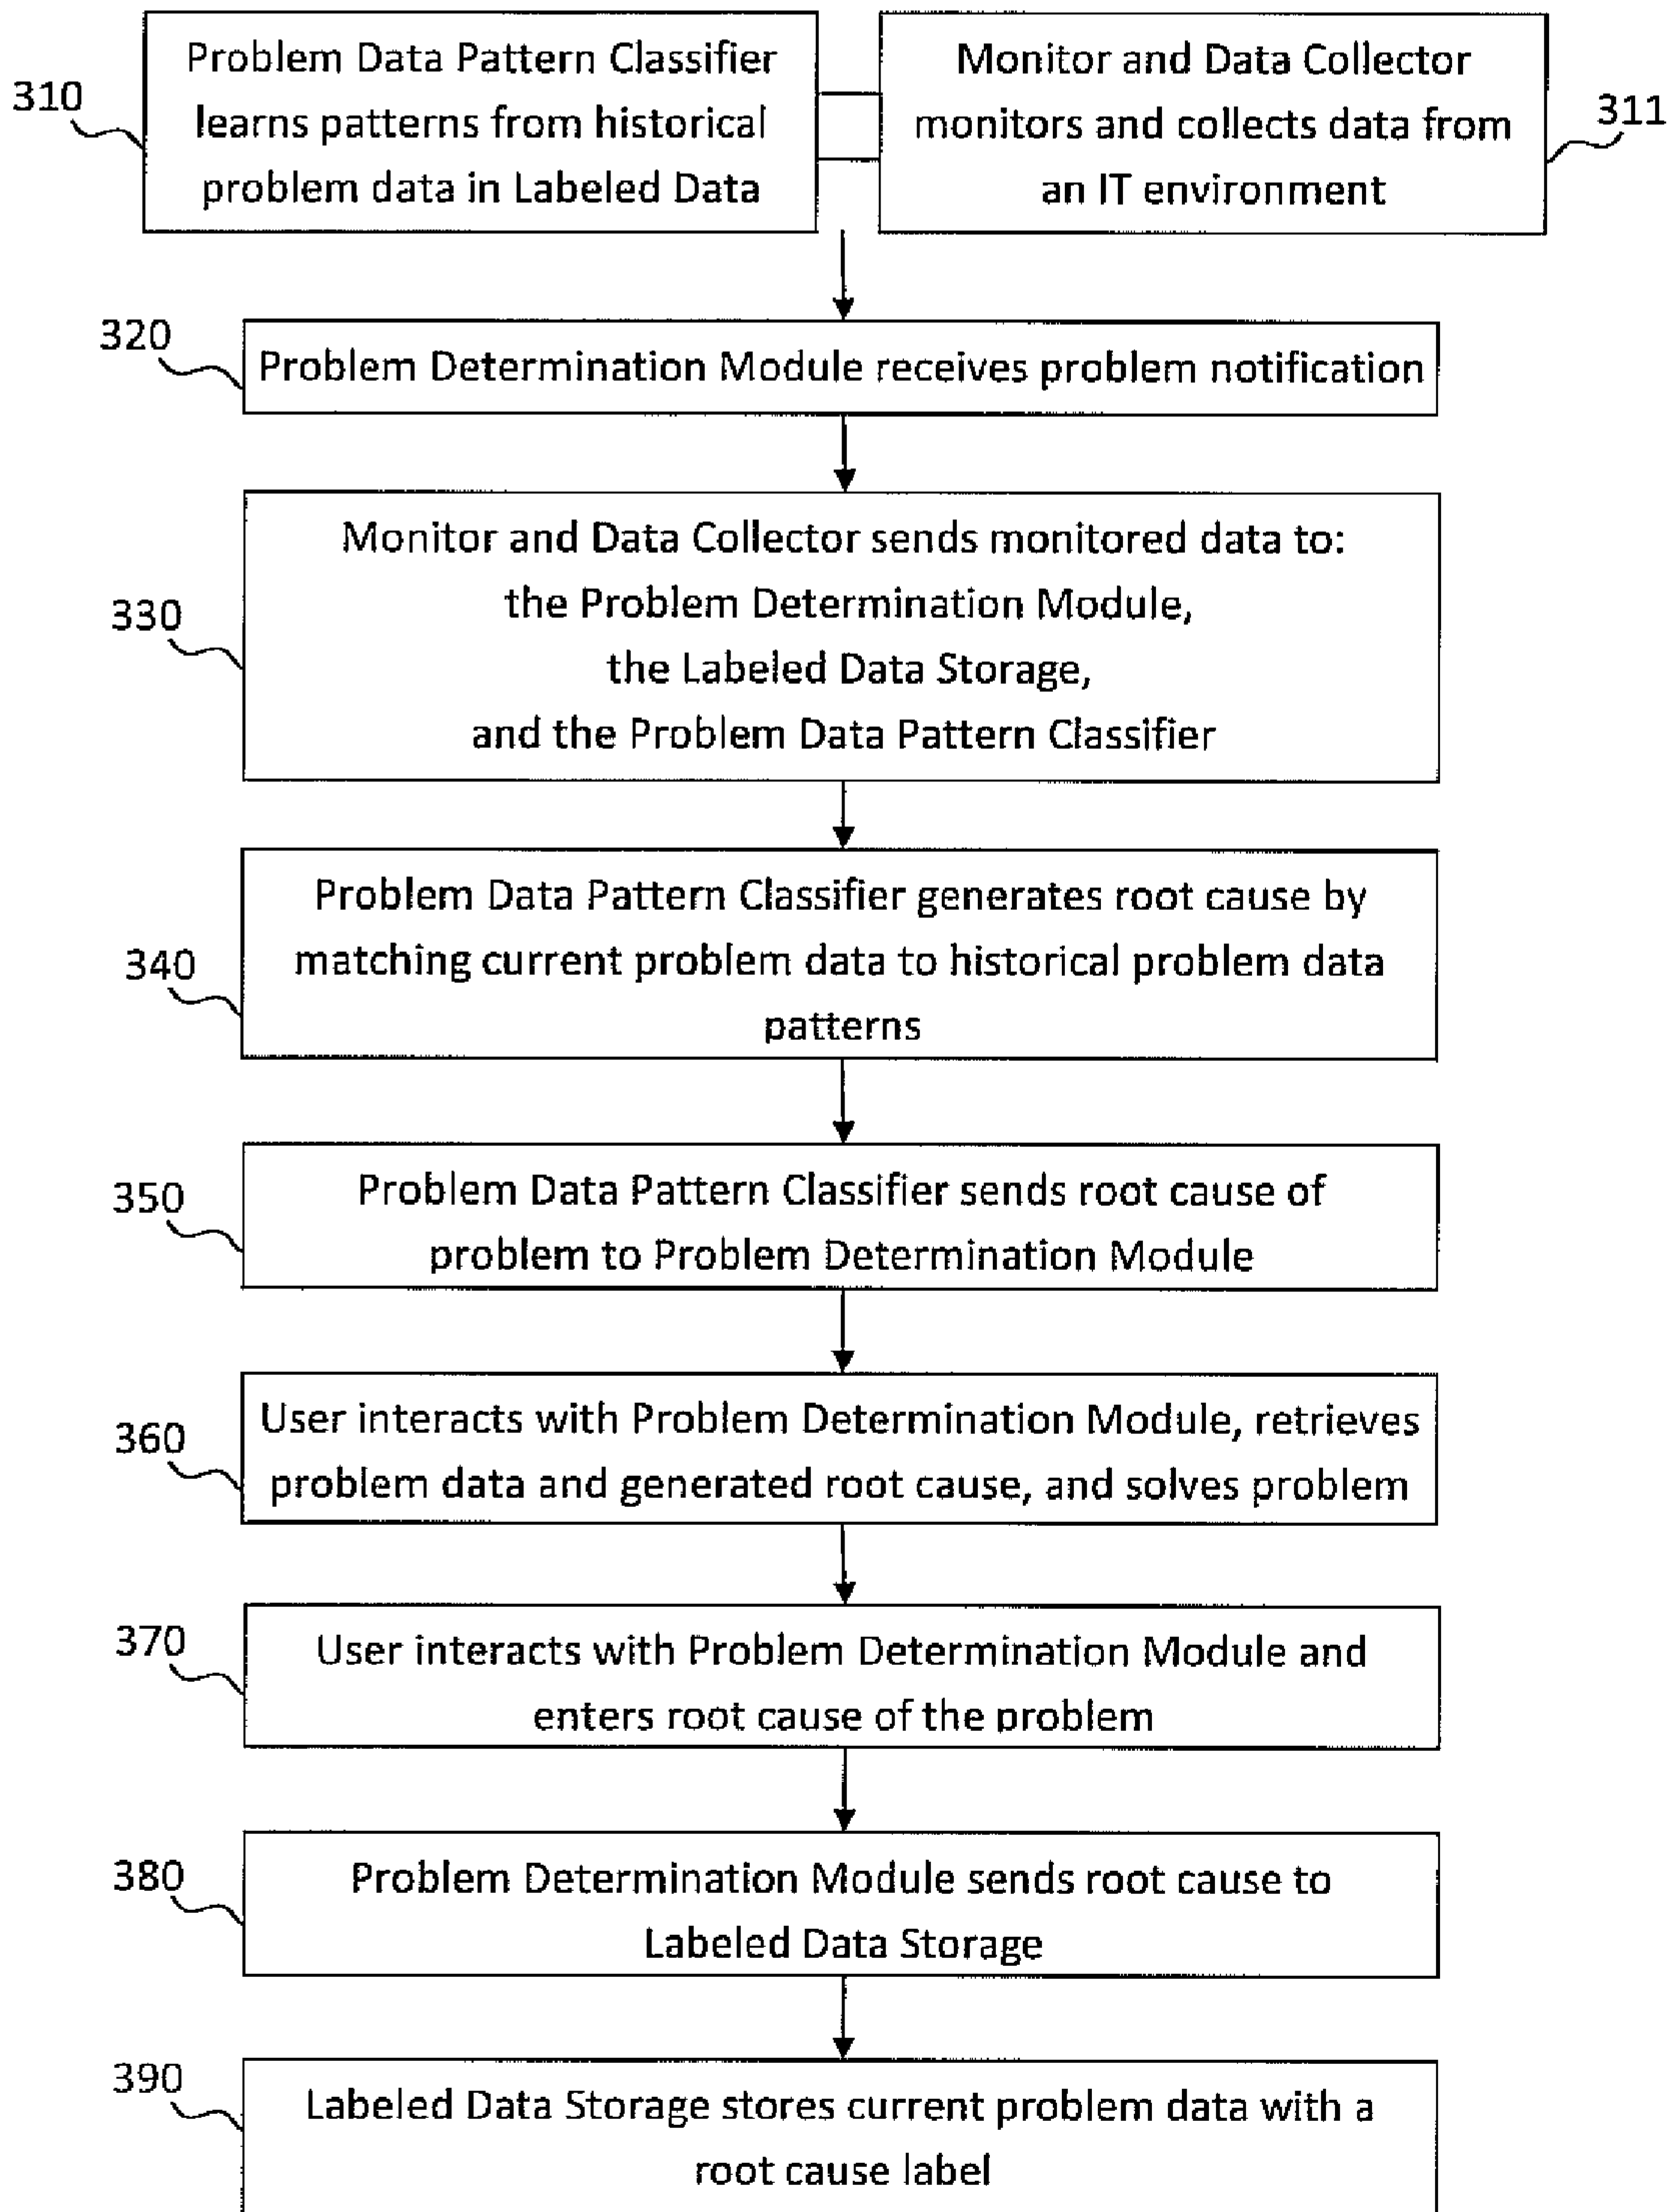 310
Problem Data Pattern Classifier
learns patterns from historical
problem data in Labeled Data
Monitor and Data Collector
monitors and collects data from
an IT environment
311
320
Problem Determination Module receives problem notification
330
Monitor and Data Collector sends monitored data to:
the Problem Determination Module,
the Labeled Data Storage,
and the Problem Data Pattern Classifier
340
Problem Data Pattern Classifier generates root cause by
matching current problem data to historical problem data
patterns
350
Problem Data Pattern Classifier sends root cause of
problem to Problem Determination Module
360
User interacts with Problem Determination Module, retrieves
problem data and generated root cause, and solves problem
370
User interacts with Problem Determination Module and
enters root cause of the problem
380
Problem Determination Module sends root cause to
Labeled Data Storage
390
Labeled Data Storage stores current problem data with a
root cause label